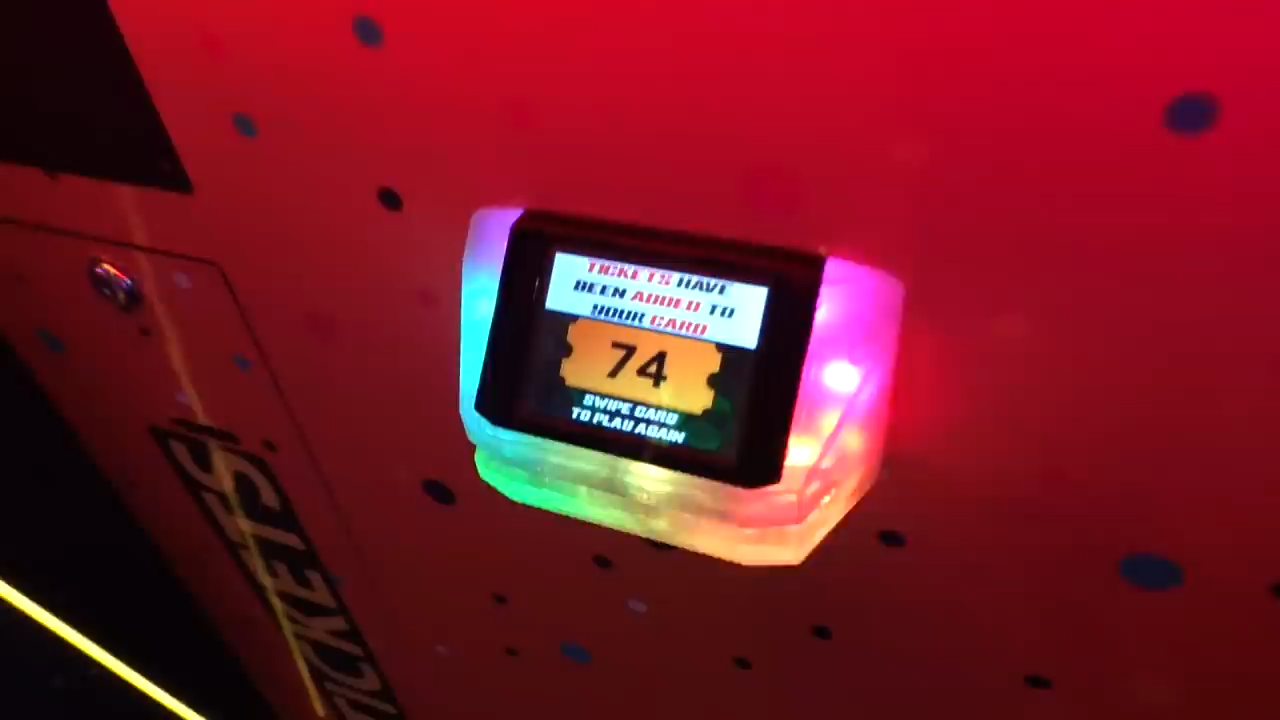 TICKETS HAVE
BEEN ADDED TO
YOUR CARD
74
SWIPE CARD
TO PLAY AGAIN
TICKETS!